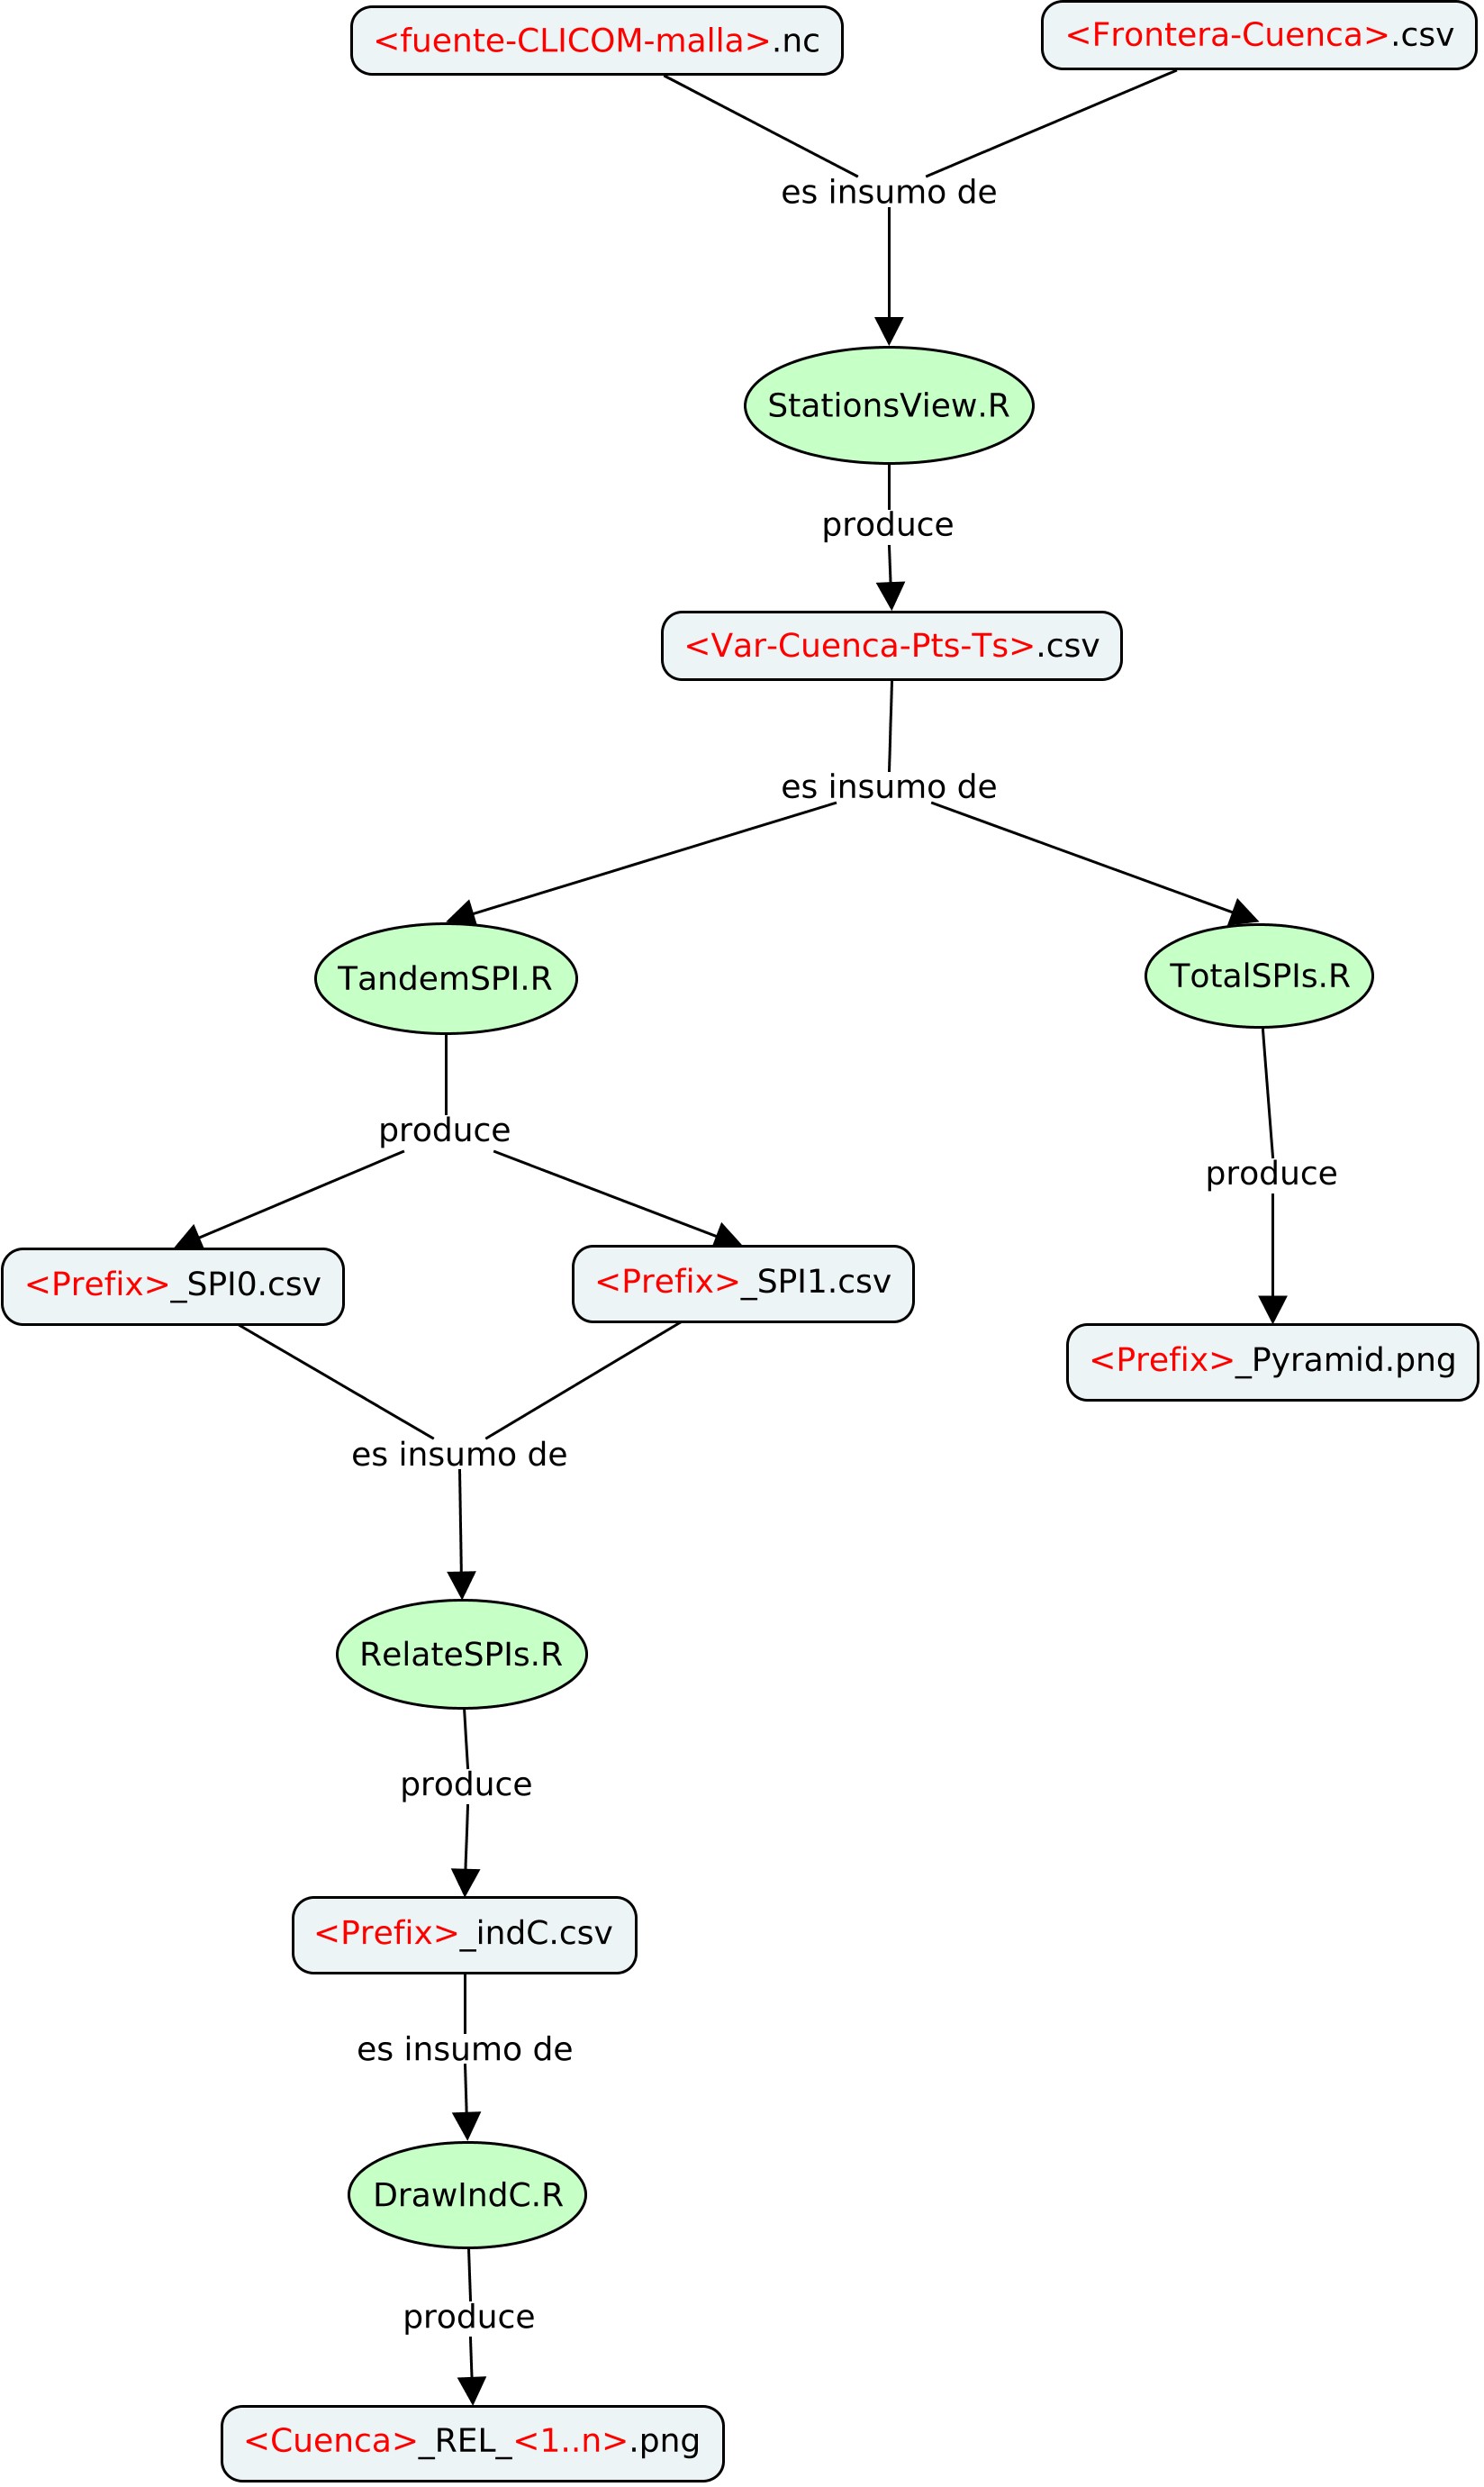 <fuente-CLICOM-malla>.nc
<Frontera-Cuenca>.csv
es insumo de
StationsView.R
produce
<Var-Cuenca-Pts-Ts>.csv
es insumo de
TandemSPI.R
TotalSPIs.R
produce
produce
<Prefix>_SPI0.csv
<Prefix>_SPI1.csv
<Prefix>_Pyramid.png
es insumo de
RelateSPIs.R
produce
<Prefix>_indC.csv
es insumo de
DrawIndC.R
produce
<Cuenca>_REL_<1..n>.png